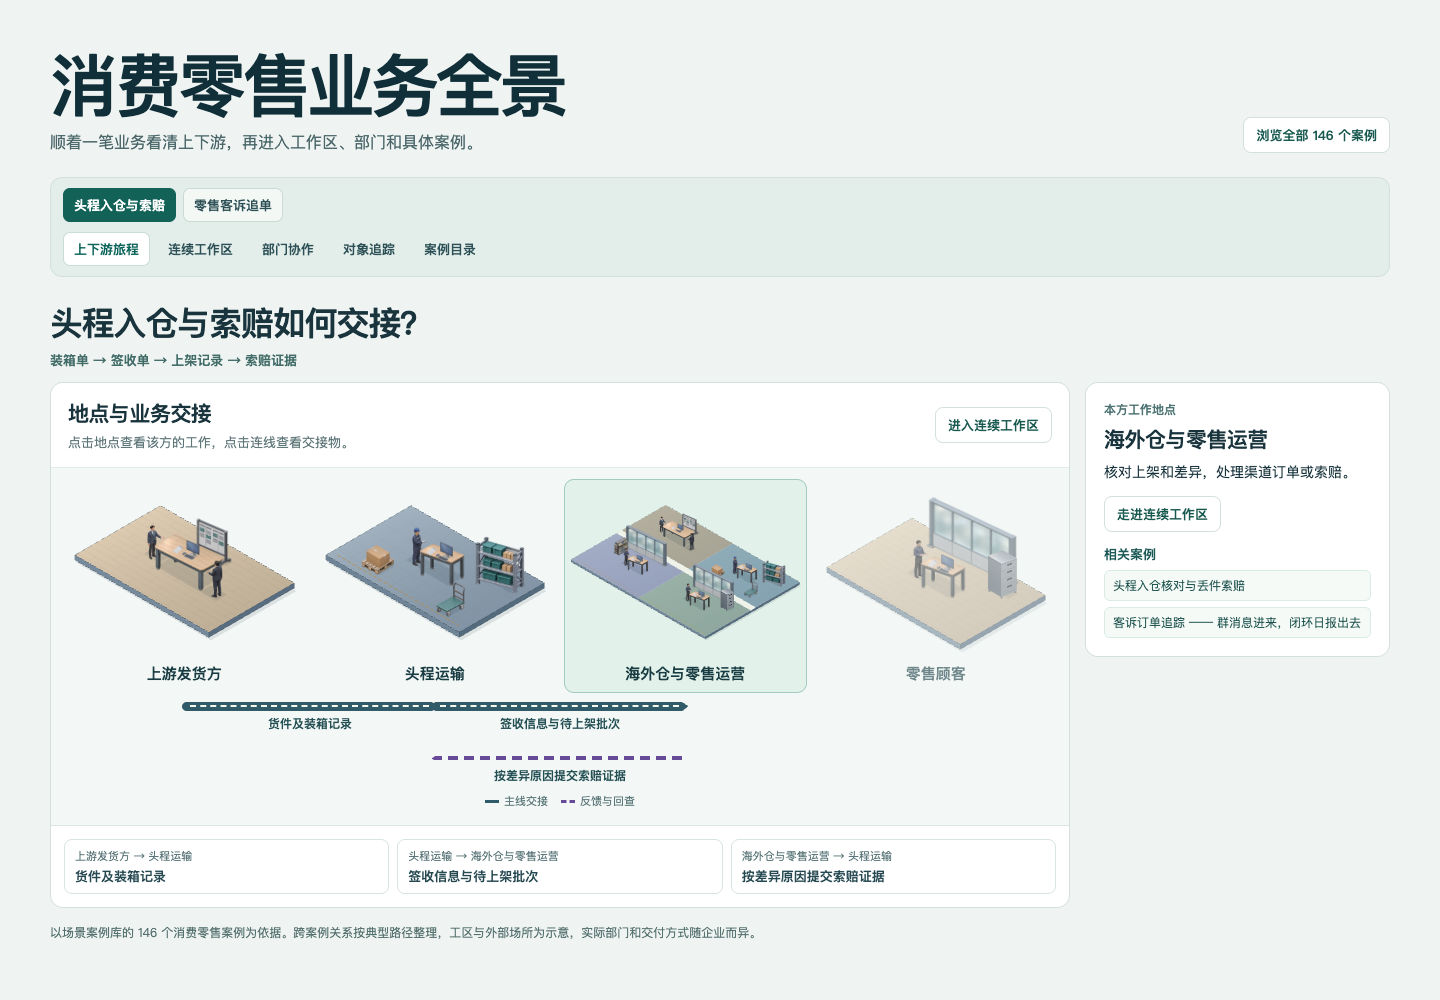 消费零售业务全景
顺着一笔业务看清上下游，再进入工作区、部门和具体案例。
浏览全部 146 个案例
头程入仓与索赔
零售客诉追单
上下游旅程
连续工作区
部门协作
对象追踪
案例目录
头程入仓与索赔如何交接？
装箱单 → 签收单 → 上架记录 → 索赔证据
地点与业务交接
点击地点查看该方的工作，点击连线查看交接物。
进入连续工作区
上游发货方
头程运输
海外仓与零售运营
零售顾客
货件及装箱记录
签收信息与待上架批次
按差异原因提交索赔证据
主线交接
反馈与回查
上游发货方 → 头程运输
货件及装箱记录
头程运输 → 海外仓与零售运营
签收信息与待上架批次
海外仓与零售运营 → 头程运输
按差异原因提交索赔证据
本方工作地点
海外仓与零售运营
核对上架和差异，处理渠道订单或索赔。
走进连续工作区
相关案例
头程入仓核对与丢件索赔
客诉订单追踪 —— 群消息进来，闭环日报出去
以场景案例库的 146 个消费零售案例为依据。跨案例关系按典型路径整理，工区与外部场所为示意，实际部门和交付方式随企业而异。